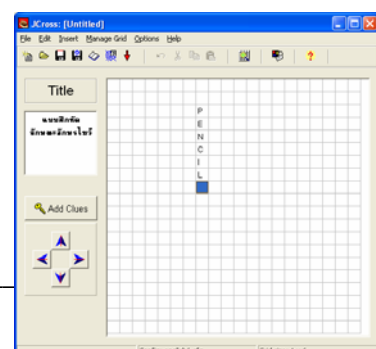 JCross: [Untitled]
File Edit Insert Manage Grid Options Help
Title
แบบฝึกหัด
Add Clues
P
E
N
C
I
L